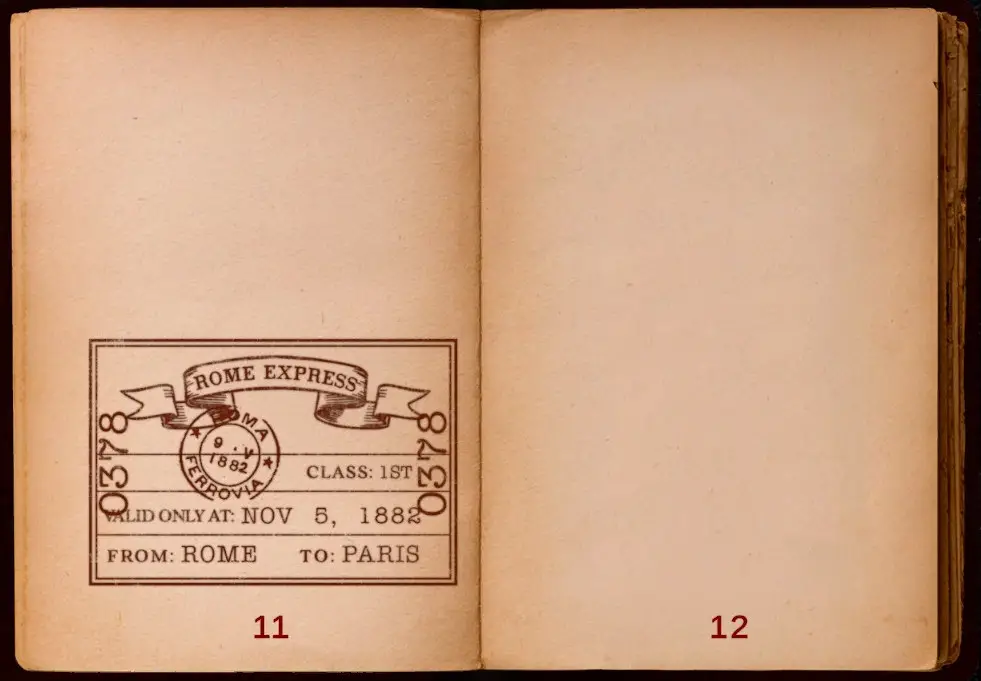 ROME EXPRESS
0378
0378
ROMA
9 . V
1882
FERROVIA
CLASS: 1ST
VALID ONLY AT: NOV 5, 1882
FROM: ROME TO: PARIS
11
12